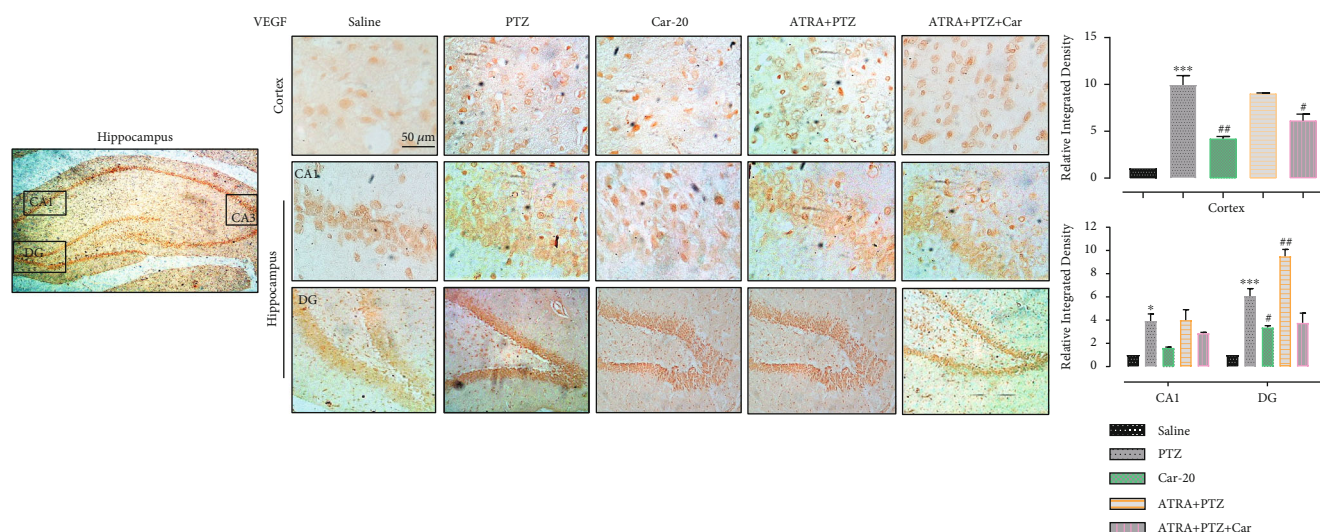 VEGF Saline PTZ Car-20 ATRA+PTZ ATRA+PTZ+Car
Cortex
50 μm
Hippocampus
CA1
CA3
DG
Hippocampus
CA1
DG
Relative Integrated Density
15
10
5
0
***
##
#
Cortex
Relative Integrated Density
12
10
8
6
4
2
0
*
***
#
##
CA1 DG
Saline
PTZ
Car-20
ATRA+PTZ
ATRA+PTZ+Car